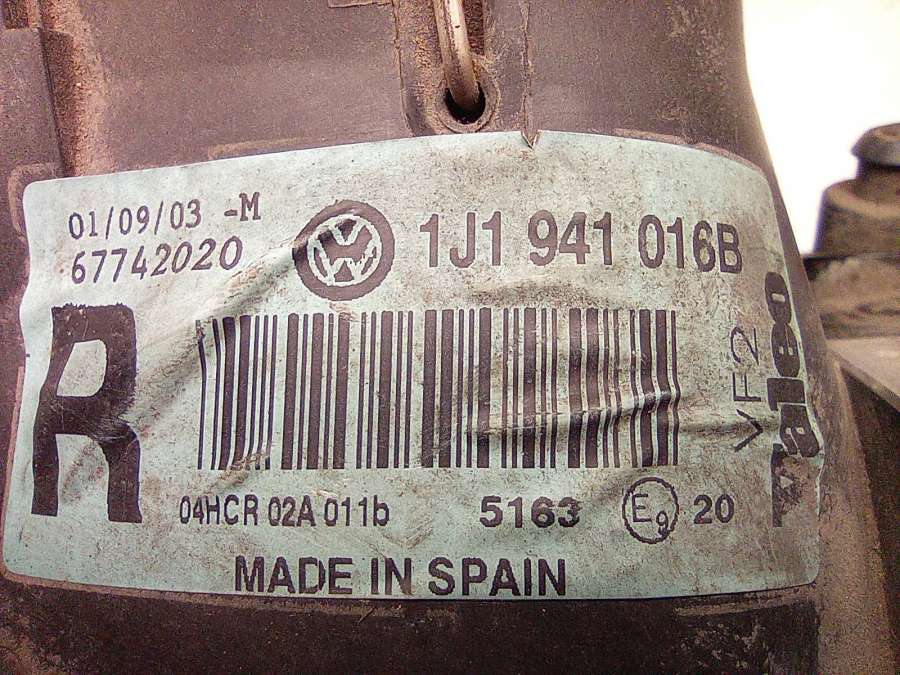 01/09/03 -M
67742020
1J1 941 016B
R
VF2
Valeo
04HCR 02A 011b 5163 E9 20
MADE IN SPAIN